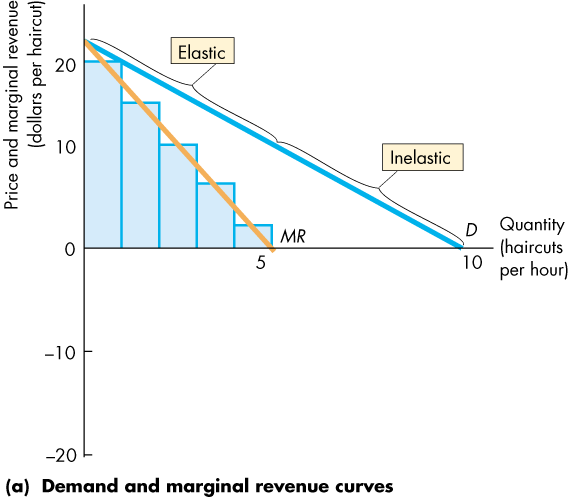 Price and marginal revenue
(dollars per haircut)
20
10
0
–10
–20
Elastic
Inelastic
MR
D
5
10
Quantity
(haircuts
per hour)
(a) Demand and marginal revenue curves